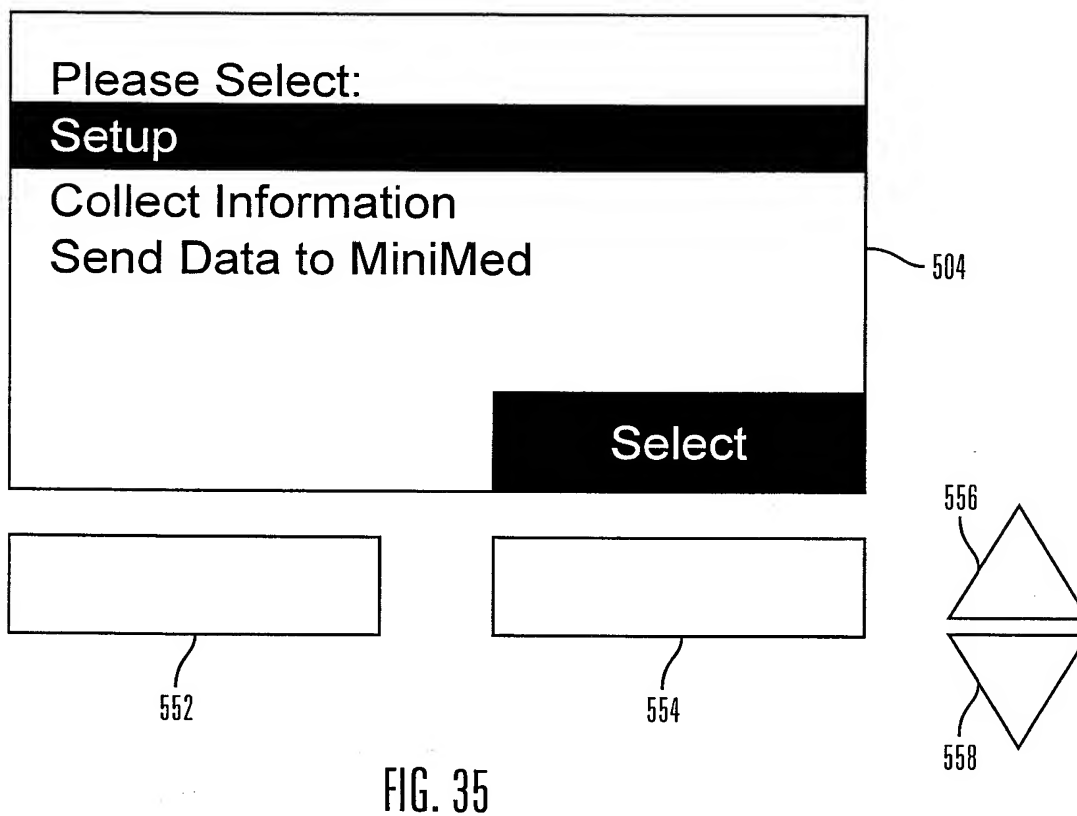 Please Select:
Setup
Collect Information
Send Data to MiniMed
504
Select
556
552
554
558
FIG. 35